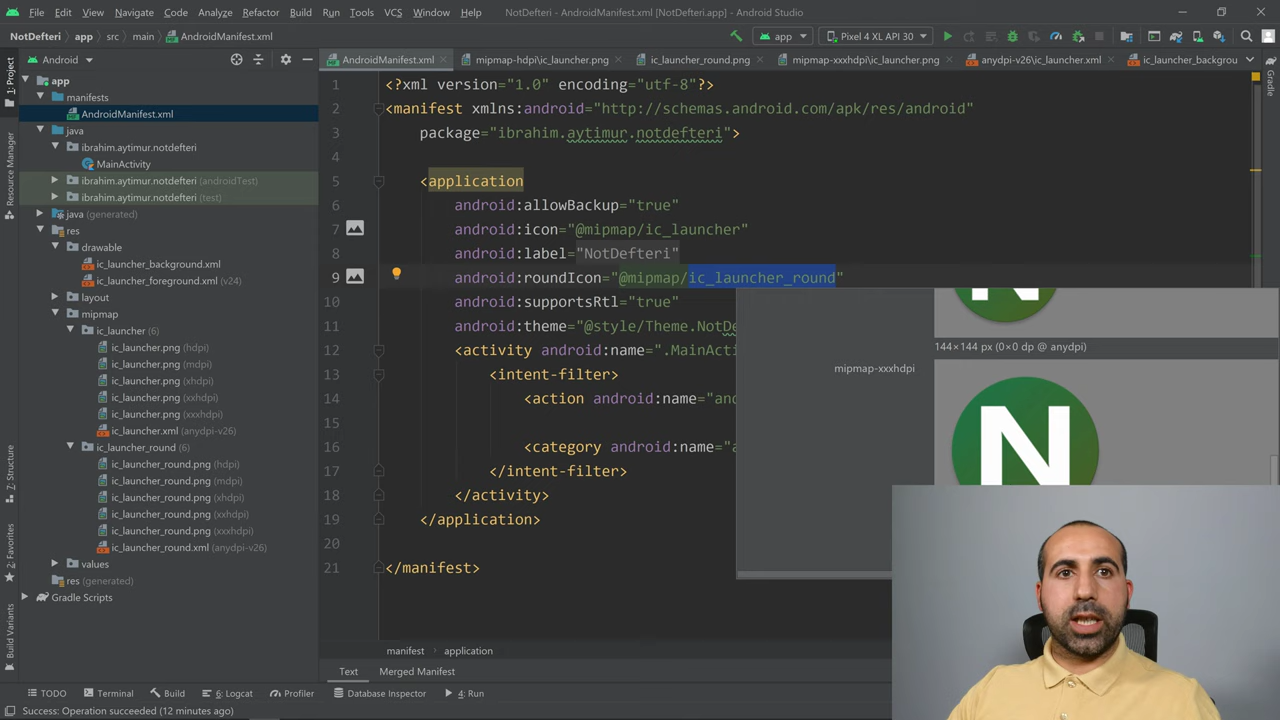 File Edit View Navigate Code Analyze Refactor Build Run Tools VCS Window Help NotDefteri - AndroidManifest.xml [NotDefteri.app] - Android Studio
NotDefteri app src main AndroidManifest.xml app Pixel 4 XL API 30
Android
AndroidManifest.xml mipmap-hdpi\ic_launcher.png ic_launcher_round.png mipmap-xxxhdpi\ic_launcher.png anydpi-v26\ic_launcher.xml ic_launcher_backgrou
1: Project
Resource Manager
Z: Structure
2: Favorites
Build Variants
Gradle
app
manifests
AndroidManifest.xml
java
ibrahim.aytimur.notdefteri
MainActivity
ibrahim.aytimur.notdefteri (androidTest)
ibrahim.aytimur.notdefteri (test)
java (generated)
res
drawable
ic_launcher_background.xml
ic_launcher_foreground.xml (v24)
layout
mipmap
ic_launcher (6)
ic_launcher.png (hdpi)
ic_launcher.png (mdpi)
ic_launcher.png (xhdpi)
ic_launcher.png (xxhdpi)
ic_launcher.png (xxxhdpi)
ic_launcher.xml (anydpi-v26)
ic_launcher_round (6)
ic_launcher_round.png (hdpi)
ic_launcher_round.png (mdpi)
ic_launcher_round.png (xhdpi)
ic_launcher_round.png (xxhdpi)
ic_launcher_round.png (xxxhdpi)
ic_launcher_round.xml (anydpi-v26)
values
res (generated)
Gradle Scripts
1 <?xml version="1.0" encoding="utf-8"?>
2 <manifest xmlns:android="http://schemas.android.com/apk/res/android"
3 package="ibrahim.aytimur.notdefteri">
4
5 <application
6 android:allowBackup="true"
7 android:icon="@mipmap/ic_launcher"
8 android:label="NotDefteri"
9 android:roundIcon="@mipmap/ic_launcher_round"
10 android:supportsRtl="true"
11 android:theme="@style/Theme.NotDe
12 <activity android:name=".MainActi
13 <intent-filter>
14 <action android:name="and
15
16 <category android:name="a
17 </intent-filter>
18 </activity>
19 </application>
20
21 </manifest>
N
144×144 px (0×0 dp @ anydpi)
mipmap-xxxhdpi
N
manifest application
Text Merged Manifest
TODO Terminal Build 6: Logcat Profiler Database Inspector 4: Run
Success: Operation succeeded (12 minutes ago)